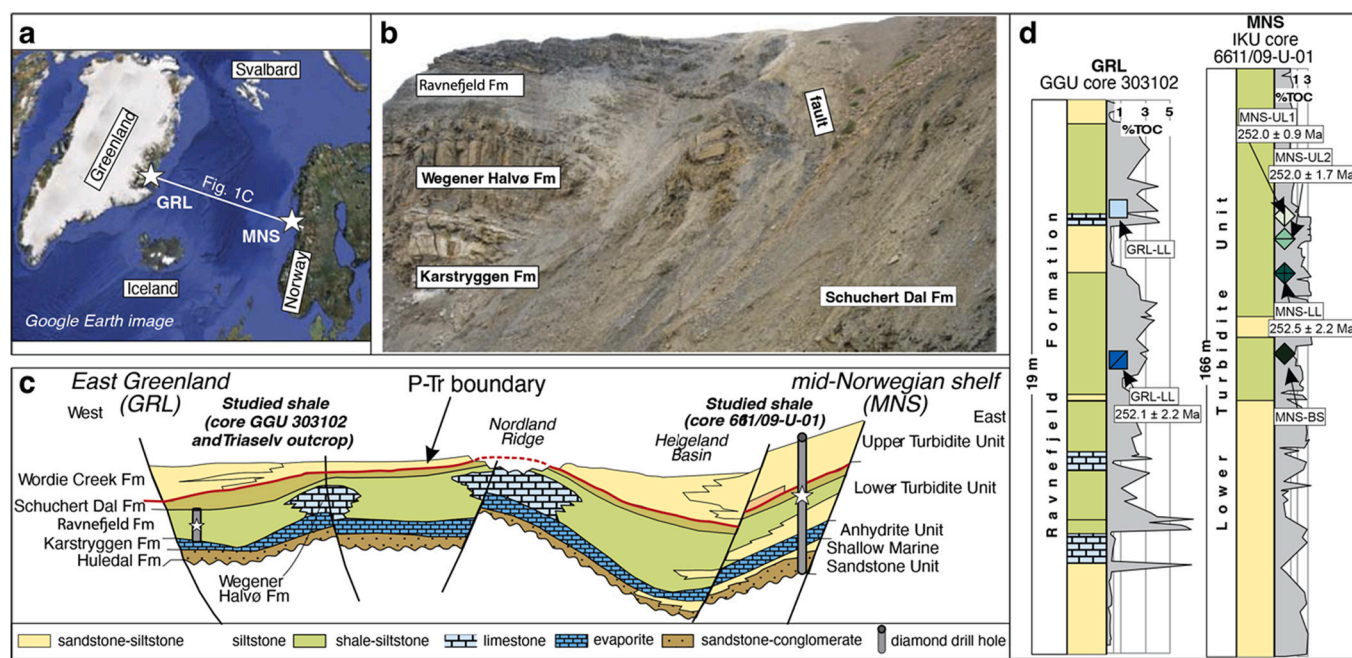 a
Svalbard
Greenland
Fig. 1C
GRL
MNS
Iceland
Norway
Google Earth image
b
Ravnefjeld Fm
fault
Wegener Halvø Fm
Karstryggen Fm
Schuchert Dal Fm
c
East Greenland
(GRL)
P-Tr boundary
mid-Norwegian shelf
(MNS)
West
Studied shale
(core GGU 303102
and Triaselv outcrop)
Nordland
Ridge
Studied shale
(core 6611/09-U-01)
East
Helgeland
Basin
Upper Turbidite Unit
Wordie Creek Fm
Schuchert Dal Fm
Lower Turbidite Unit
Ravnefjeld Fm
Karstryggen Fm
Anhydrite Unit
Huledal Fm
Shallow Marine
Sandstone Unit
Wegener
Halvø Fm
sandstone-siltstone
siltstone
shale-siltstone
limestone
evaporite
sandstone-conglomerate
diamond drill hole
d
GRL
GGU core 303102
1 3 5
%TOC
GRL-LL
GRL-LL
252.1 ± 2.2 Ma
19 m
Ravnefjeld Formation
MNS
IKU core
6611/09-U-01
1 3
%TOC
MNS-UL1
252.0 ± 0.9 Ma
MNS-UL2
252.0 ± 1.7 Ma
MNS-LL
252.5 ± 2.2 Ma
MNS-BS
166 m
Lower Turbidite Unit